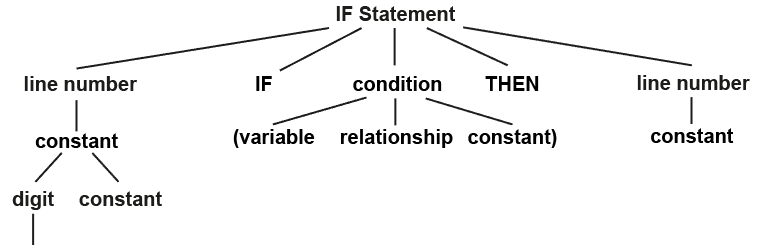 IF Statement
line number IF condition THEN line number
constant (variable relationship constant) constant
digit constant